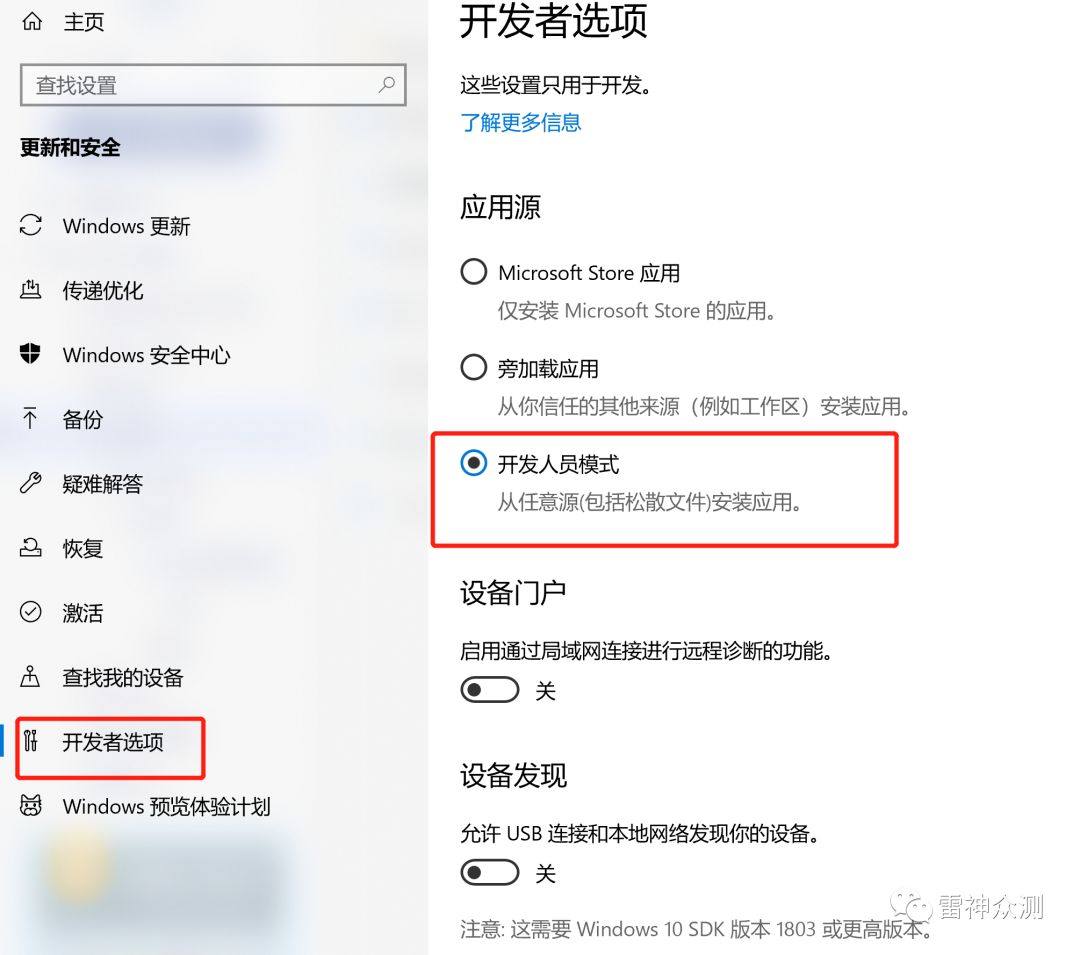 主页
查找设置
更新和安全
Windows 更新
传递优化
Windows 安全中心
备份
疑难解答
恢复
激活
查找我的设备
开发者选项
Windows 预览体验计划
开发者选项
这些设置只用于开发。
了解更多信息
应用源
Microsoft Store 应用
仅安装 Microsoft Store 的应用。
旁加载应用
从你信任的其他来源（例如工作区）安装应用。
开发人员模式
从任意源(包括松散文件)安装应用。
设备门户
启用通过局域网连接进行远程诊断的功能。
关
设备发现
允许 USB 连接和本地网络发现你的设备。
关
注意: 这需要 Windows 10 SDK 版本 1803 或更高版本。
雷神众测